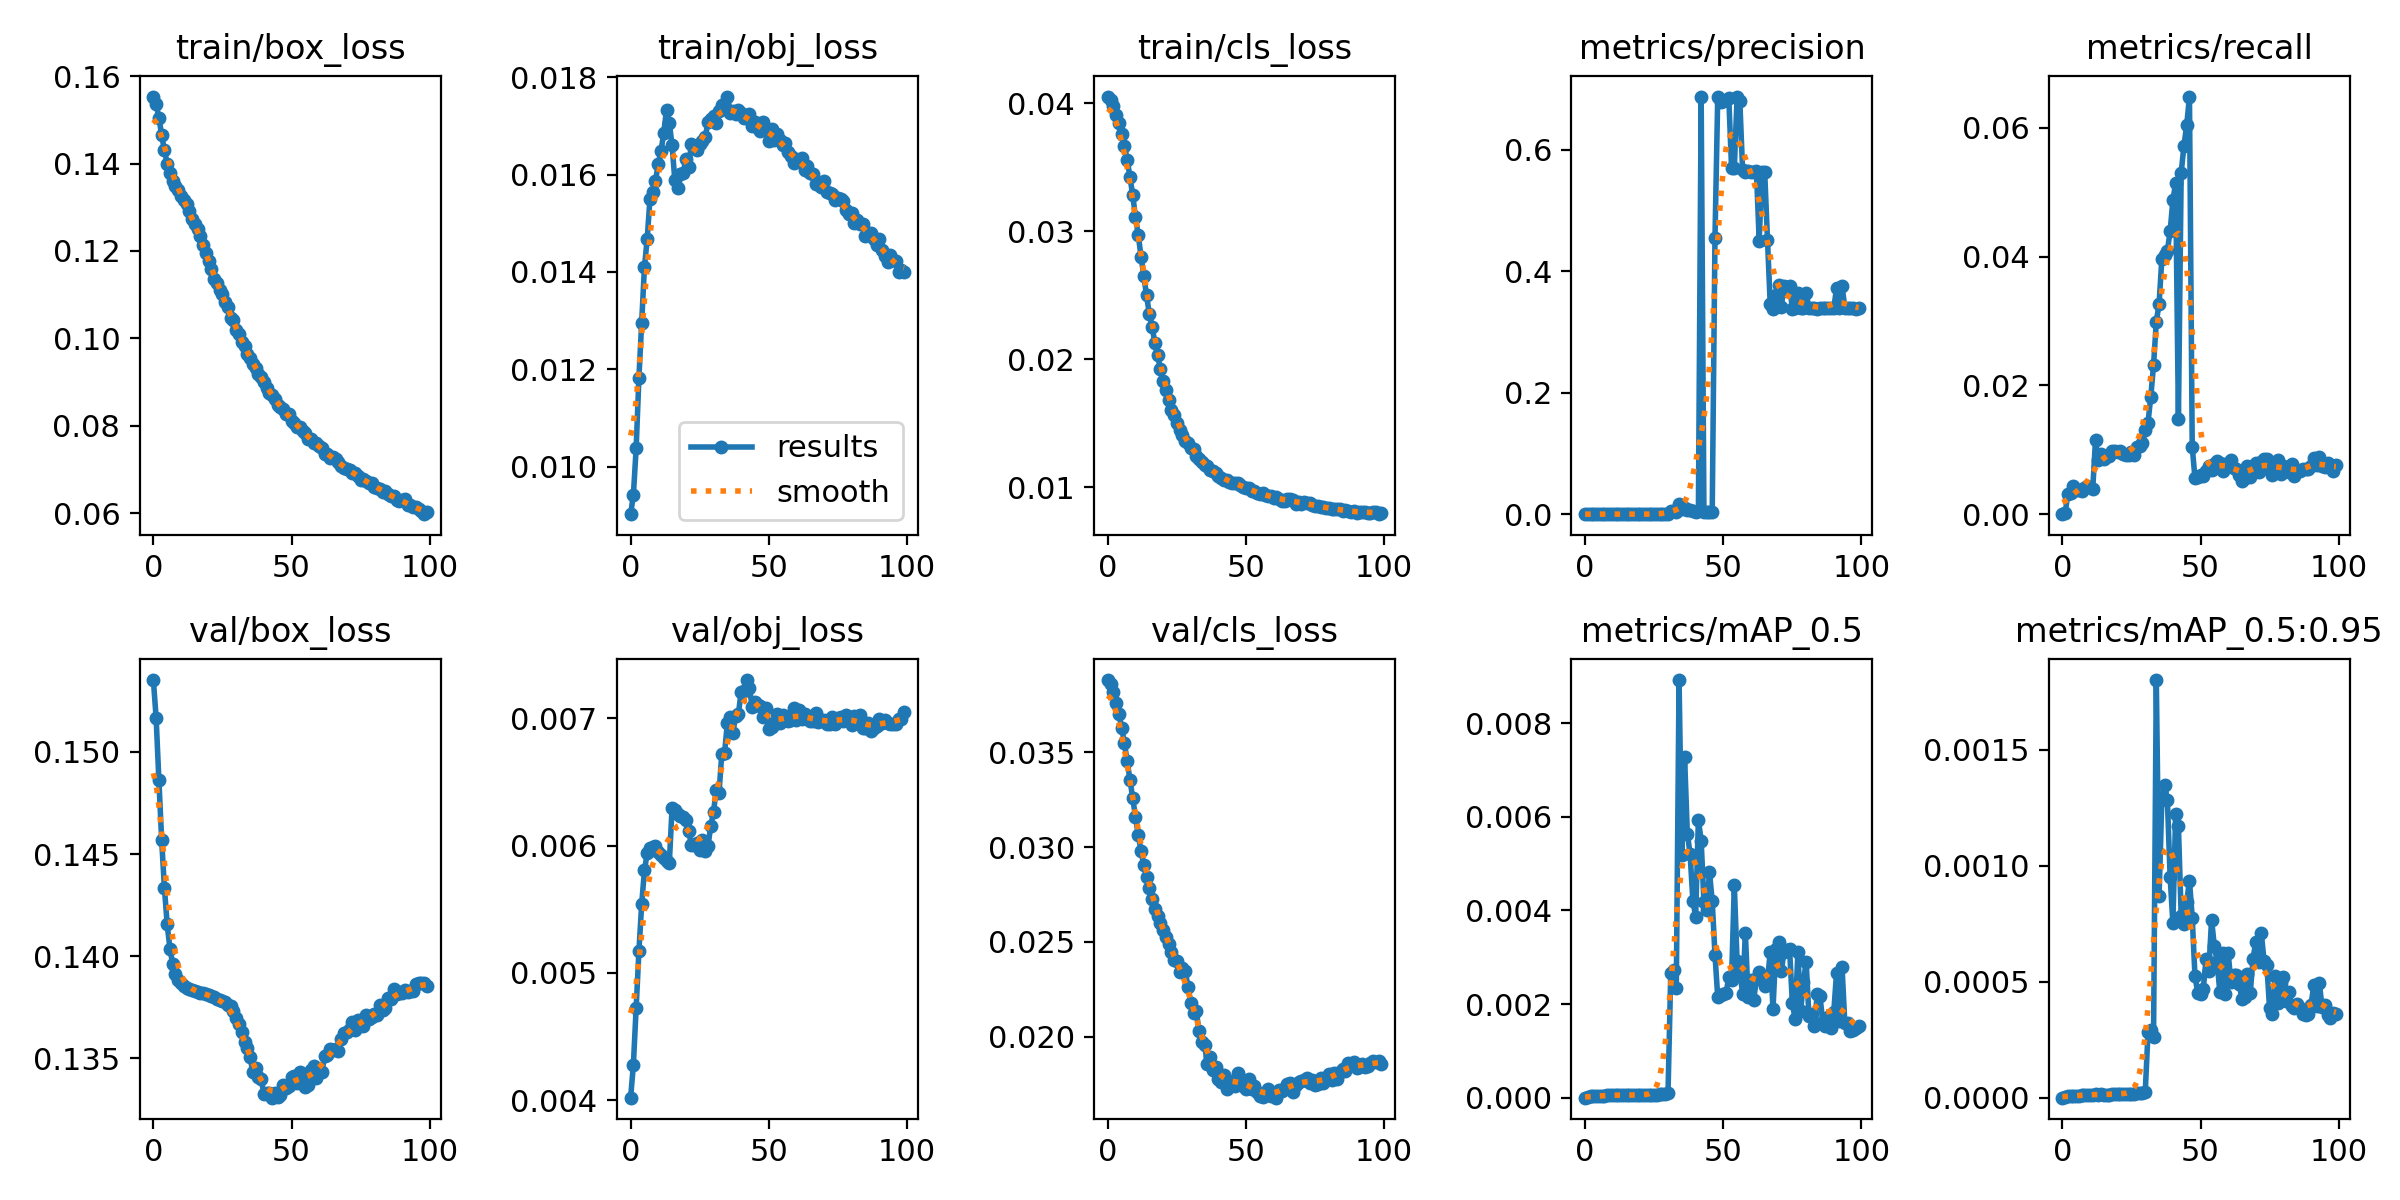 train/box_loss
0.16
0.14
0.12
0.10
0.08
0.06
0 50 100
train/obj_loss
0.018
0.016
0.014
0.012
0.010
results
smooth
0 50 100
train/cls_loss
0.04
0.03
0.02
0.01
0 50 100
metrics/precision
0.6
0.4
0.2
0.0
0 50 100
metrics/recall
0.06
0.04
0.02
0.00
0 50 100
val/box_loss
0.150
0.145
0.140
0.135
0 50 100
val/obj_loss
0.007
0.006
0.005
0.004
0 50 100
val/cls_loss
0.035
0.030
0.025
0.020
0 50 100
metrics/mAP_0.5
0.008
0.006
0.004
0.002
0.000
0 50 100
metrics/mAP_0.5:0.95
0.0015
0.0010
0.0005
0.0000
0 50 100